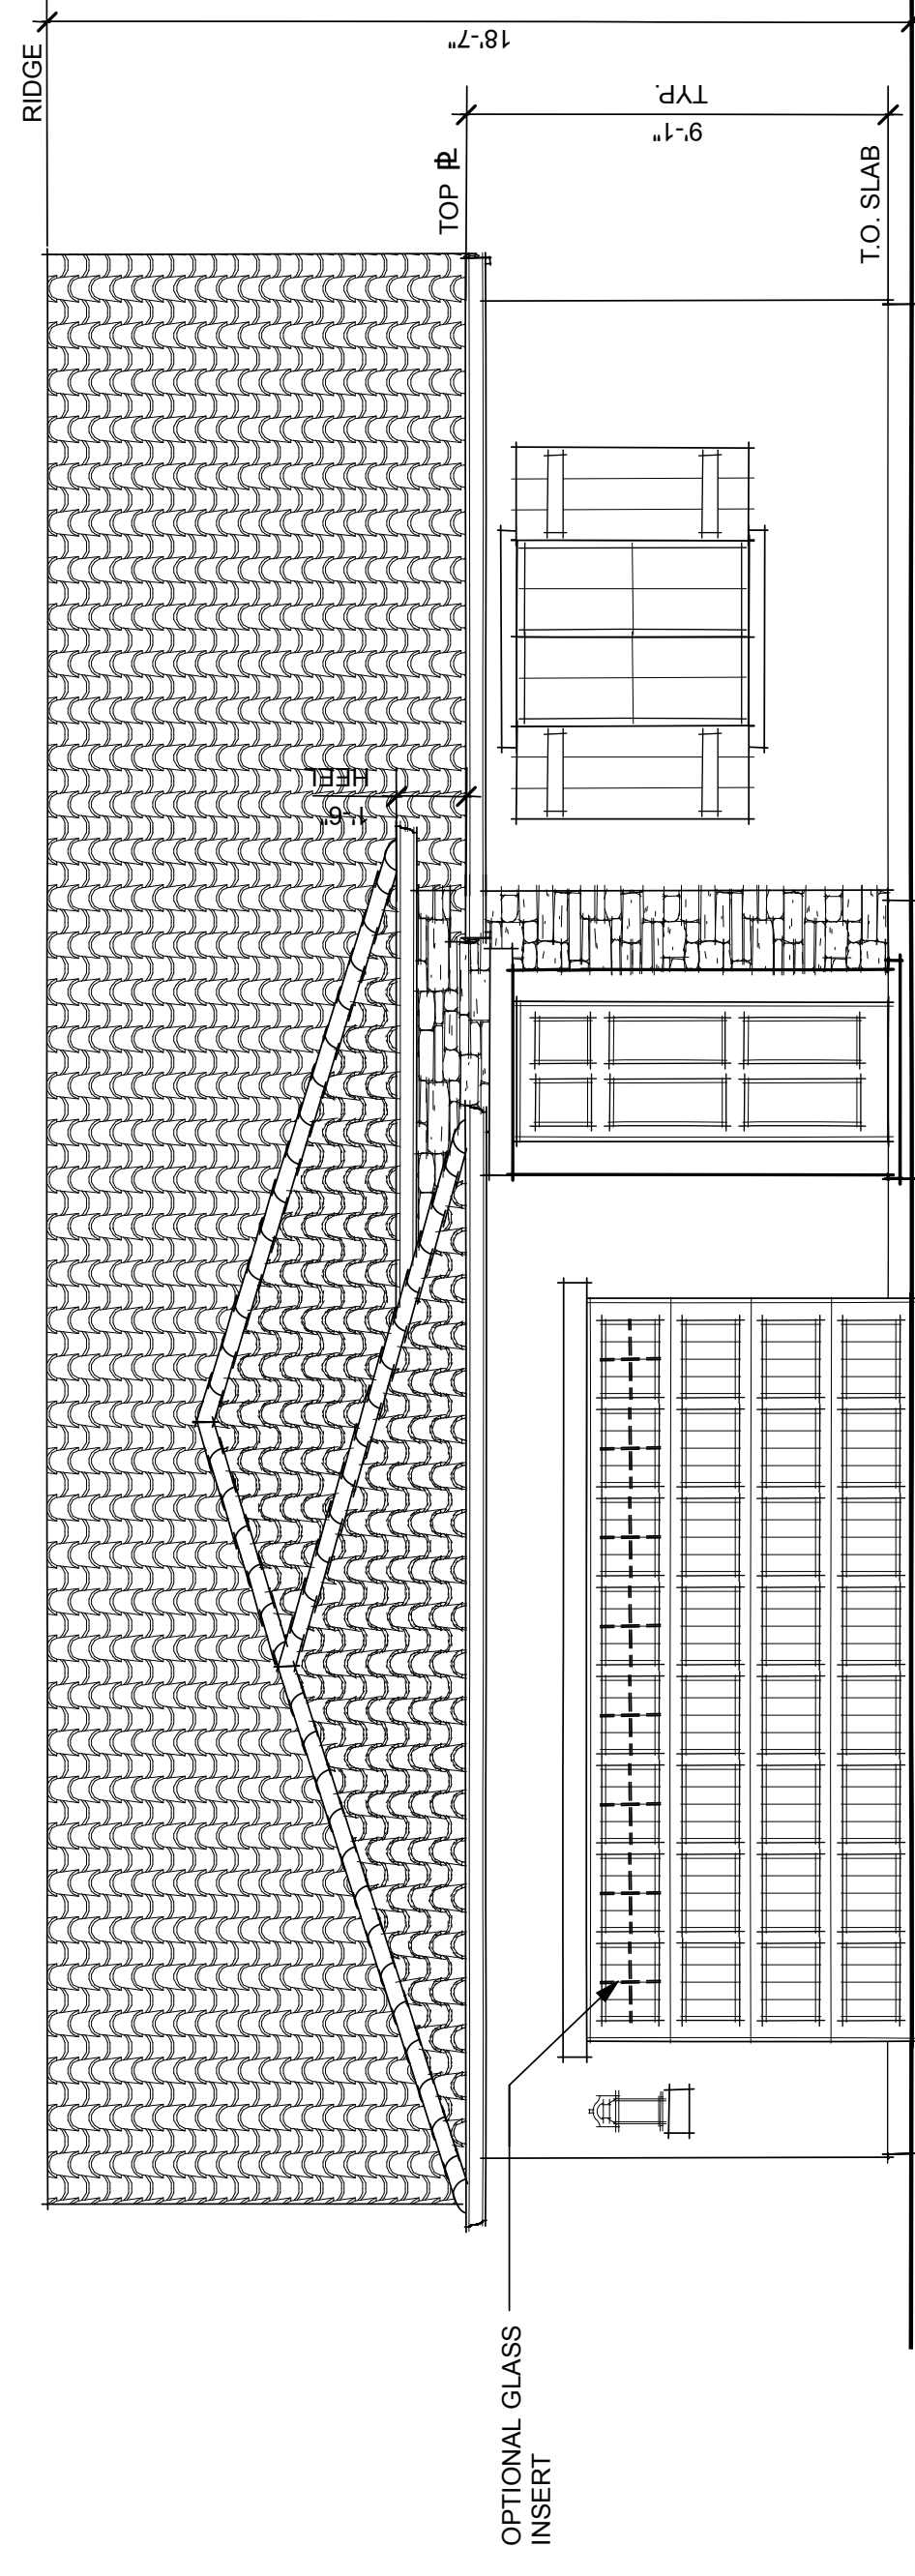 RIDGE
18'-7"
TOP PL
TYP.
9'-1"
T.O. SLAB
HEEL
1'-6"
OPTIONAL GLASS
INSERT